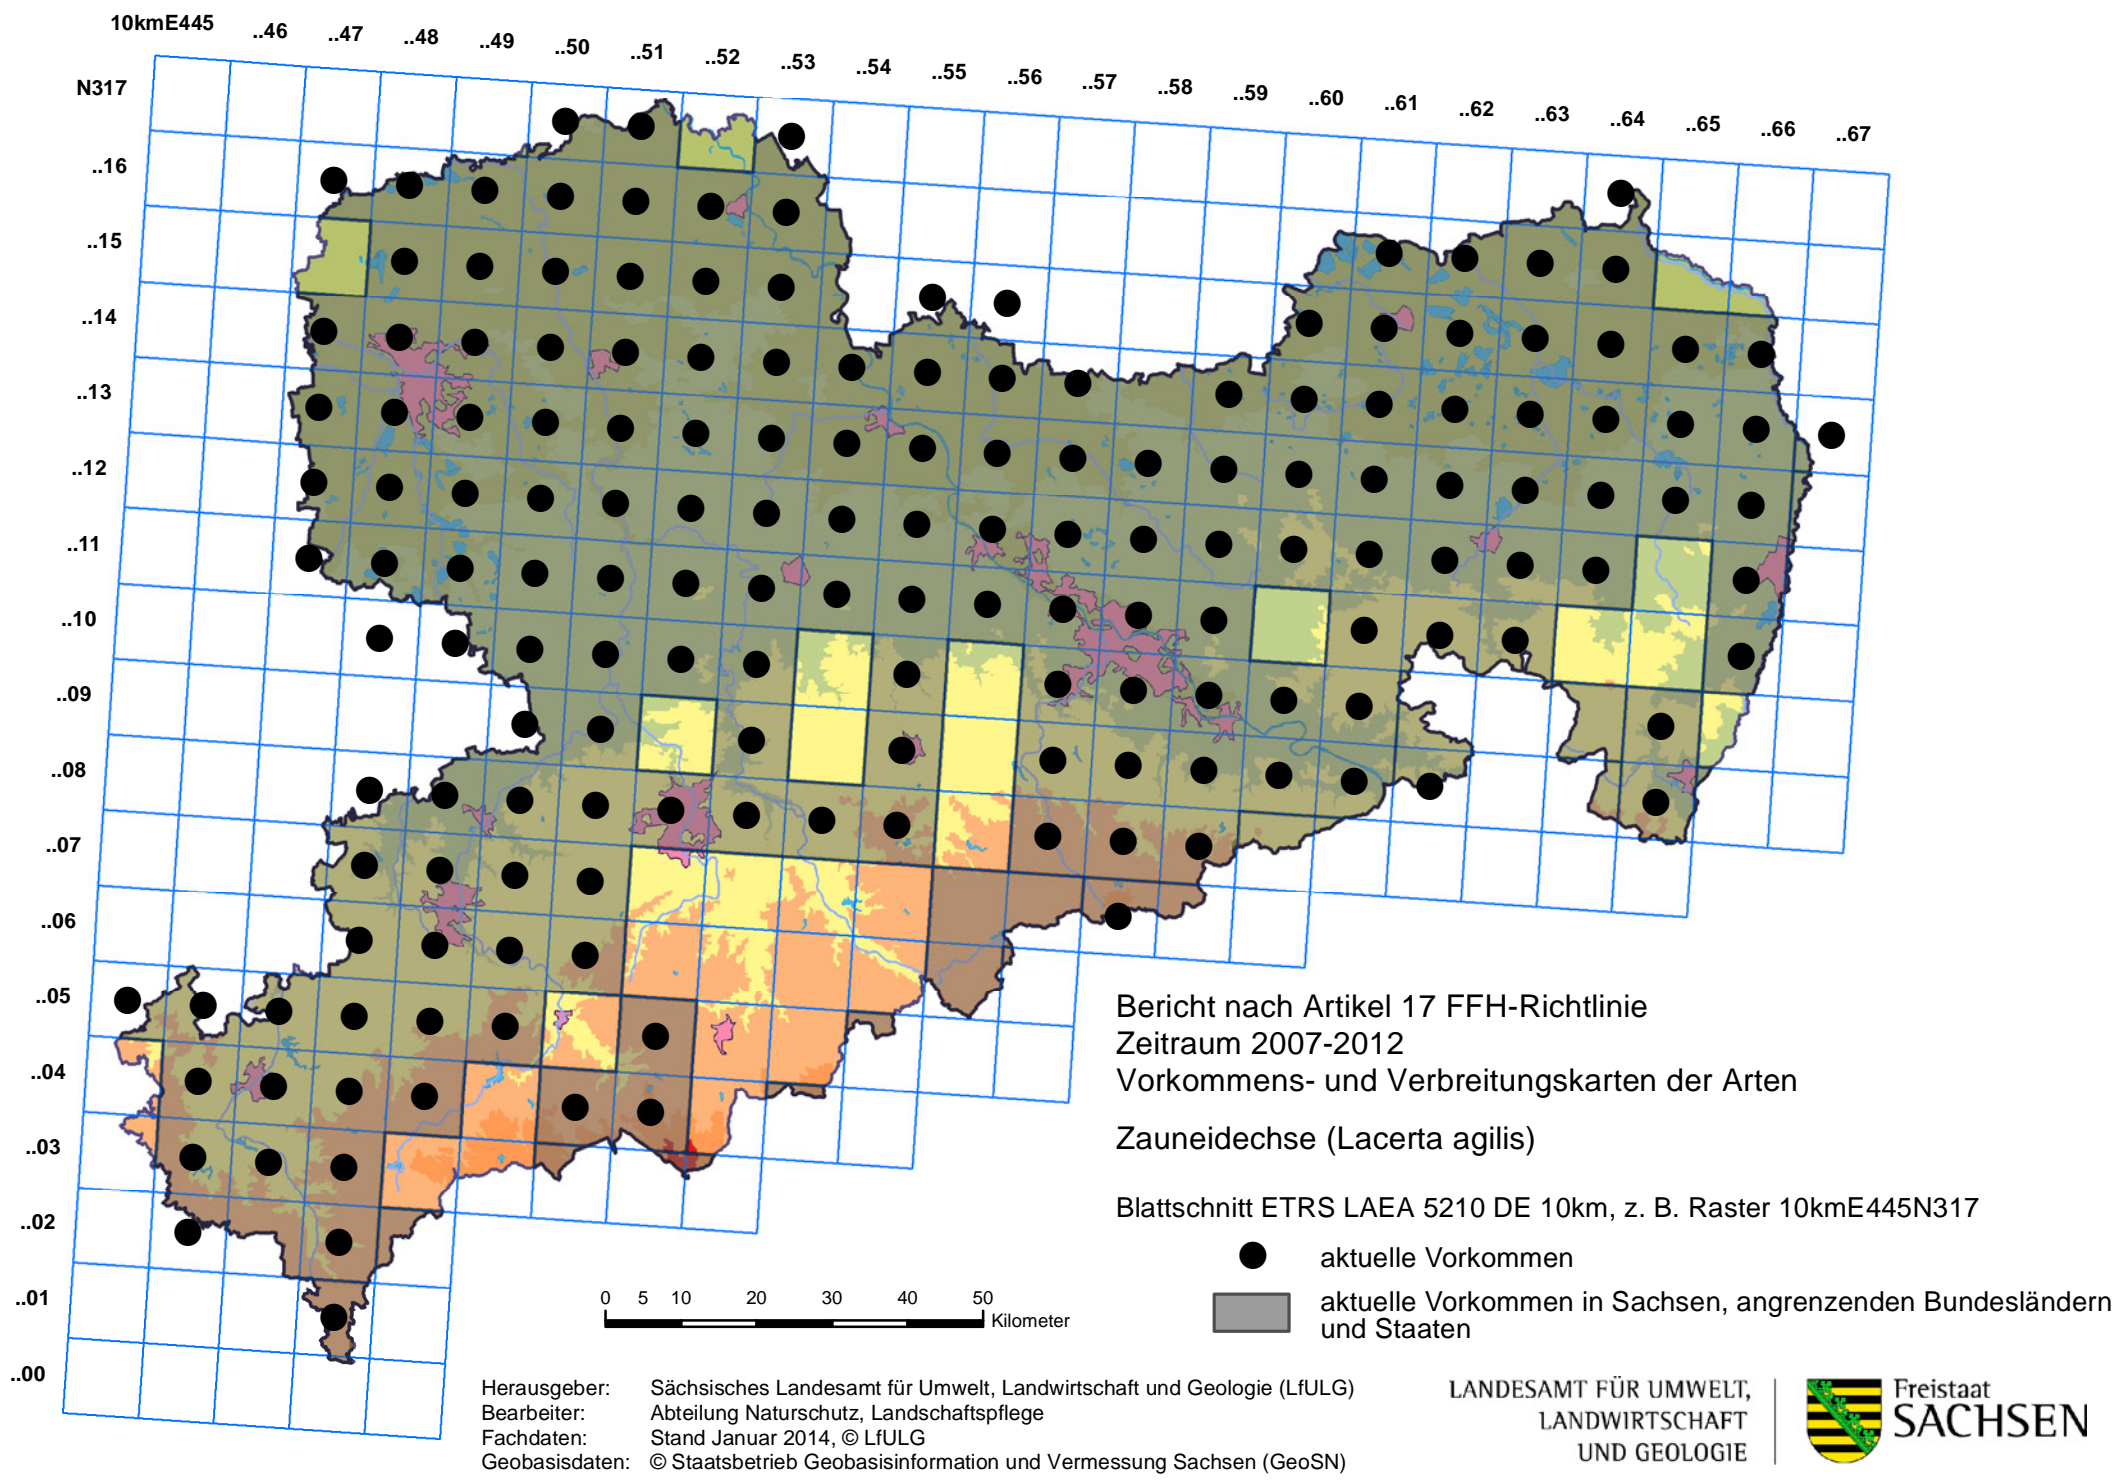 10kmE445 ..46 ..47 ..48 ..49 ..50 ..51 ..52 ..53 ..54 ..55 ..56 ..57 ..58 ..59 ..60 ..61 ..62 ..63 ..64 ..65 ..66 ..67
N317
..16
..15
..14
..13
..12
..11
..10
..09
..08
..07
..06
..05
..04
..03
..02
..01
..00
Bericht nach Artikel 17 FFH-Richtlinie
Zeitraum 2007-2012
Vorkommens- und Verbreitungskarten der Arten
Zauneidechse (Lacerta agilis)
Blattschnitt ETRS LAEA 5210 DE 10km, z. B. Raster 10kmE445N317
aktuelle Vorkommen
aktuelle Vorkommen in Sachsen, angrenzenden Bundesländern
und Staaten
0 5 10 20 30 40 50
Kilometer
Herausgeber: Sächsisches Landesamt für Umwelt, Landwirtschaft und Geologie (LfULG)
Bearbeiter: Abteilung Naturschutz, Landschaftspflege
Fachdaten: Stand Januar 2014, © LfULG
Geobasisdaten: © Staatsbetrieb Geobasisinformation und Vermessung Sachsen (GeoSN)
LANDESAMT FÜR UMWELT,
LANDWIRTSCHAFT
UND GEOLOGIE
Freistaat
SACHSEN